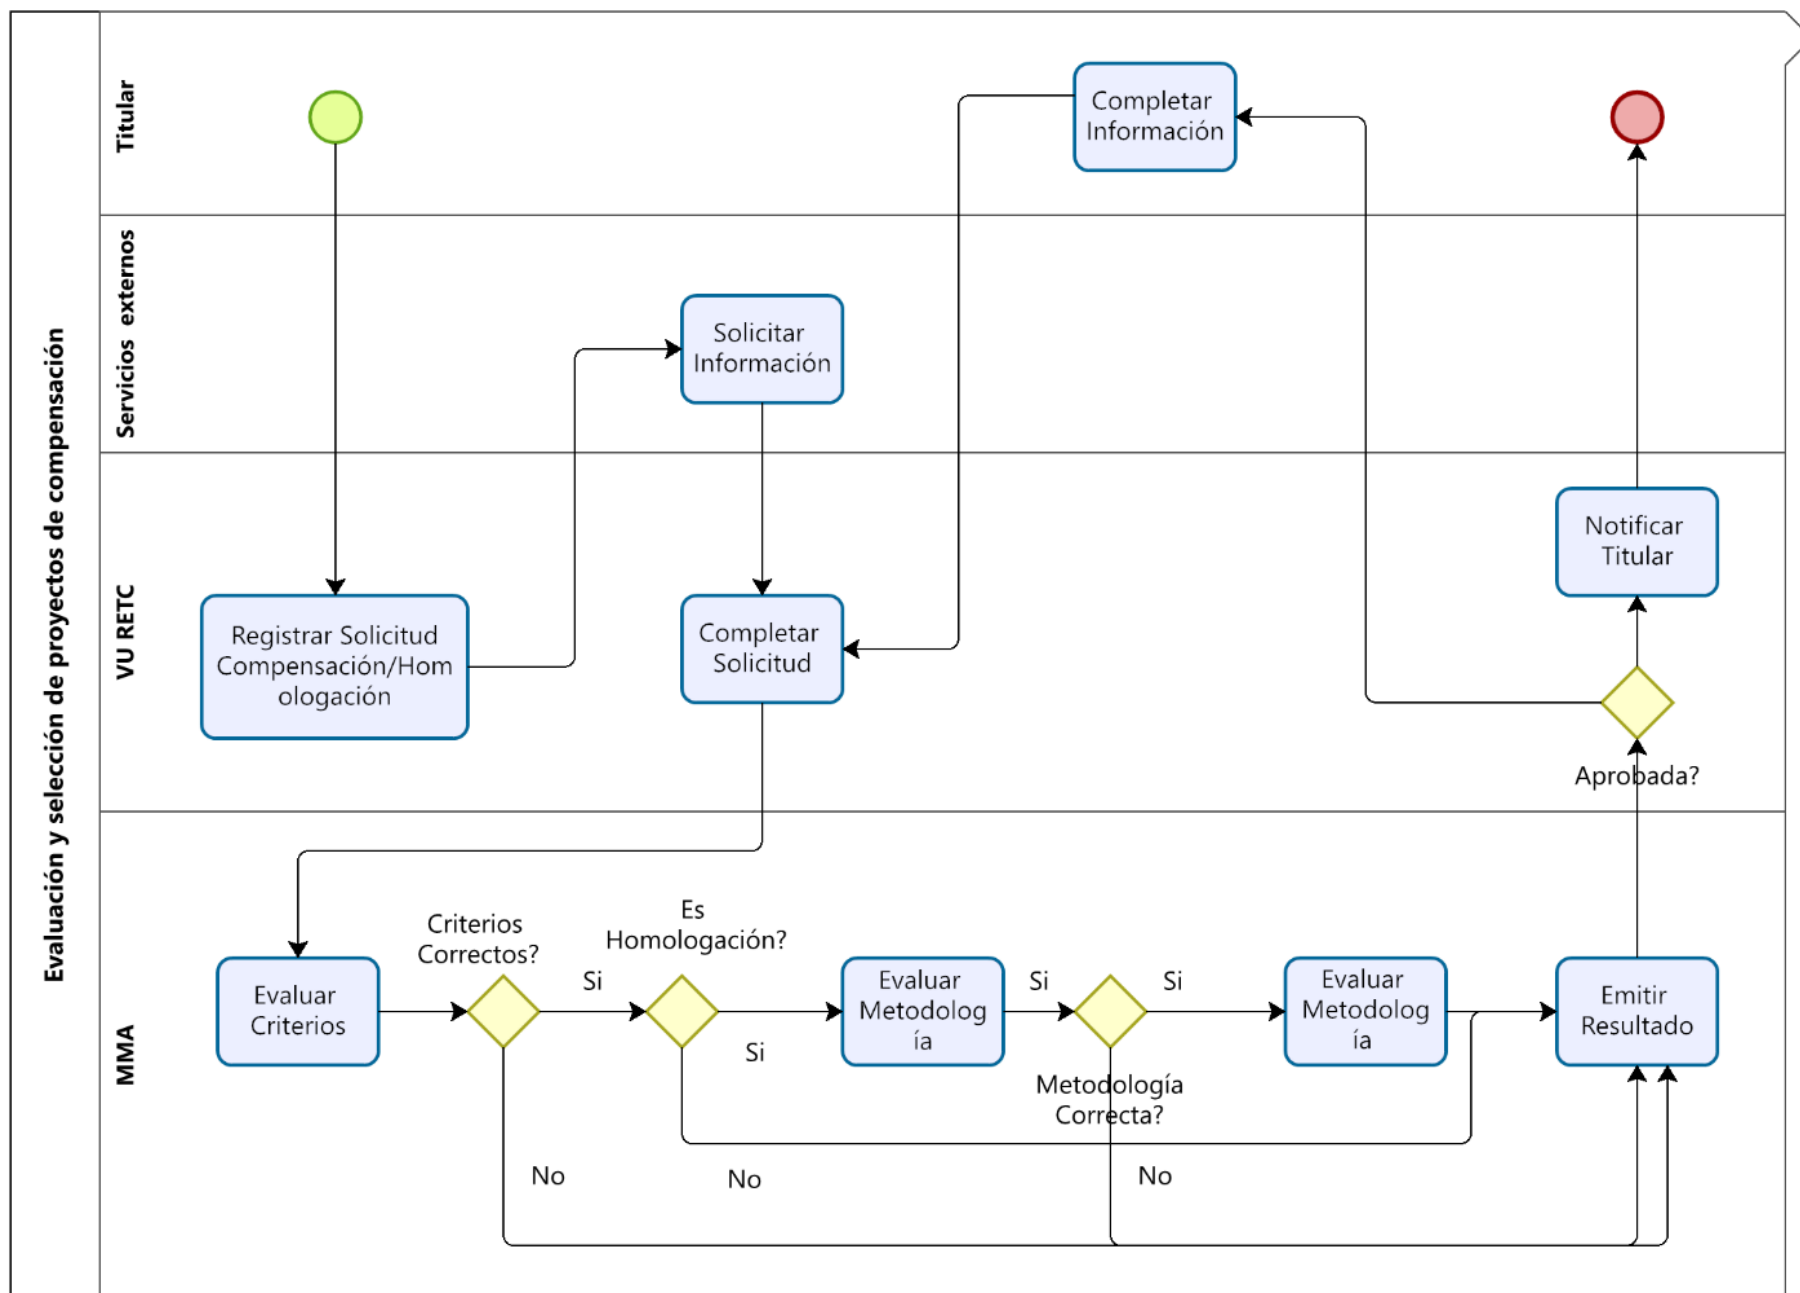 Evaluación y selección de proyectos de compensación
Titular
Completar
Información
Servicios externos
Solicitar
Información
VU RETC
Registrar Solicitud
Compensación/Hom
ologación
Completar
Solicitud
Notificar
Titular
Aprobada?
MMA
Evaluar
Criterios
Criterios
Correctos?
Si
Es
Homologación?
Si
Evaluar
Metodolog
ía
Si
Metodología
Correcta?
Si
Evaluar
Metodolog
ía
Emitir
Resultado
No
No
No